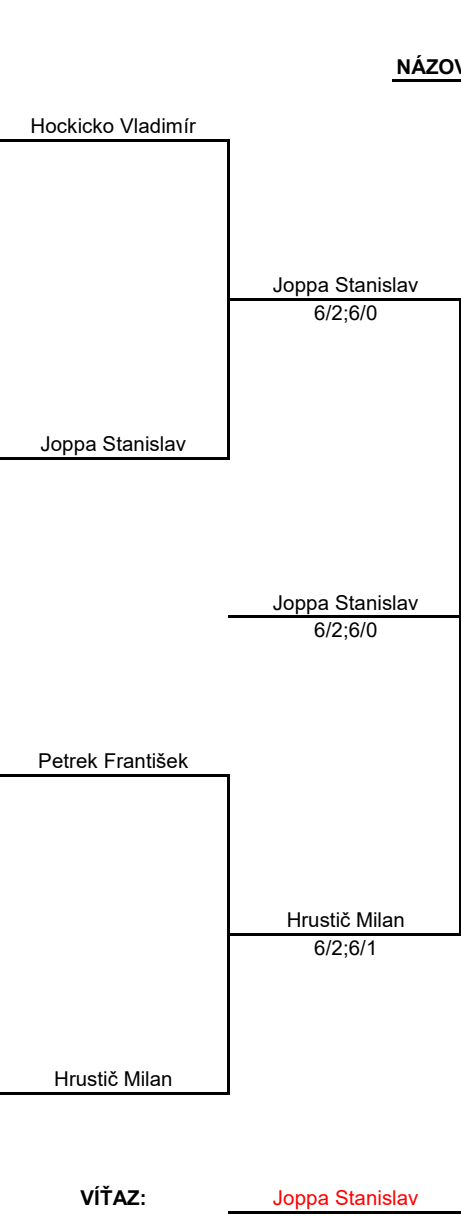 NÁZOV
Hockicko Vladimír
Joppa Stanislav
6/2;6/0
Joppa Stanislav
Joppa Stanislav
6/2;6/0
Petrek František
Hrustič Milan
6/2;6/1
Hrustič Milan
VÍŤAZ: Joppa Stanislav